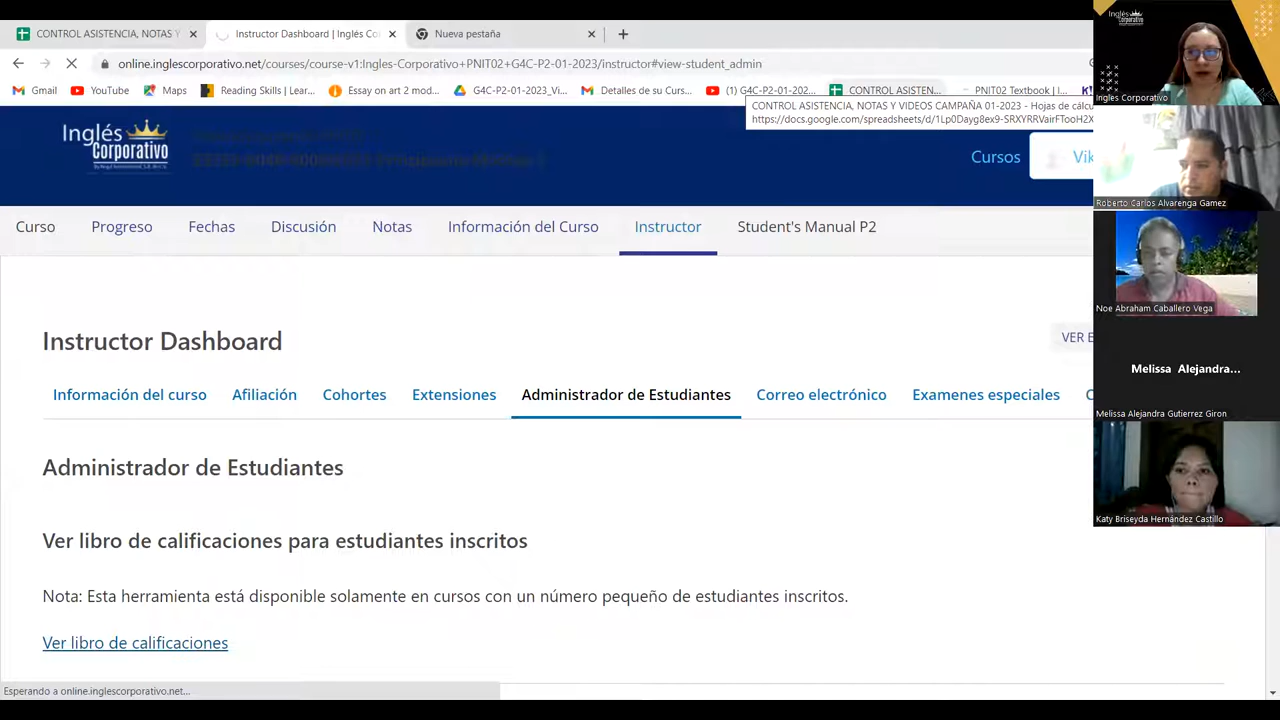 CONTROL ASISTENCIA, NOTAS Y
Instructor Dashboard | Inglés Co
Nueva pestaña
online.inglescorporativo.net/courses/course-v1:Ingles-Corporativo+PNIT02+G4C-P2-01-2023/instructor#view-student_admin
Gmail
YouTube
Maps
Reading Skills | Lear...
Essay on art 2 mod...
G4C-P2-01-2023_Vi...
Detalles de su Curs...
(1) G4C-P2-01-202...
CONTROL ASISTEN...
PNIT02 Textbook | I...
CONTROL ASISTENCIA, NOTAS Y VIDEOS CAMPAÑA 01-2023 - Hojas de cálcu
Inglés
Corporativo
Cursos
Vik
Curso
Progreso
Fechas
Discusión
Notas
Información del Curso
Instructor
Student's Manual P2
Instructor Dashboard
VER E
Información del curso
Afiliación
Cohortes
Extensiones
Administrador de Estudiantes
Correo electrónico
Examenes especiales
C
Administrador de Estudiantes
Ver libro de calificaciones para estudiantes inscritos
Nota: Esta herramienta está disponible solamente en cursos con un número pequeño de estudiantes inscritos.
Ver libro de calificaciones
Esperando a online.inglescorporativo.net...
Inglés
Corporativo
Ingles Corporativo
Roberto Carlos Alvarenga Gamez
Noe Abraham Caballero Vega
Melissa Alejandra...
Melissa Alejandra Gutierrez Giron
Katy Briseyda Hernández Castillo